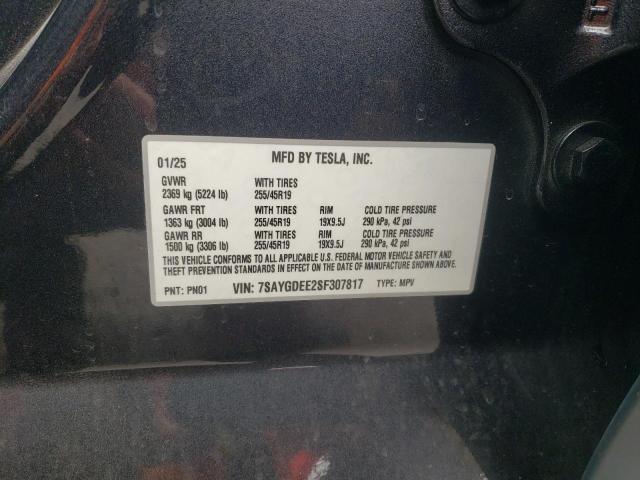 01/25 MFD BY TESLA, INC.
GVWR WITH TIRES
2369 kg (5224 lb) 255/45R19
GAWR FRT WITH TIRES RIM COLD TIRE PRESSURE
1363 kg (3004 lb) 255/45R19 19X9.5J 290 kPa, 42 psi
GAWR RR WITH TIRES RIM COLD TIRE PRESSURE
1500 kg (3306 lb) 255/45R19 19X9.5J 290 kPa, 42 psi
THIS VEHICLE CONFORMS TO ALL APPLICABLE U.S. FEDERAL MOTOR VEHICLE SAFETY AND
THEFT PREVENTION STANDARDS IN EFFECT ON THE DATE OF MANUFACTURE SHOWN ABOVE.
PNT: PN01 VIN: 7SAYGDEE2SF307817 TYPE: MPV